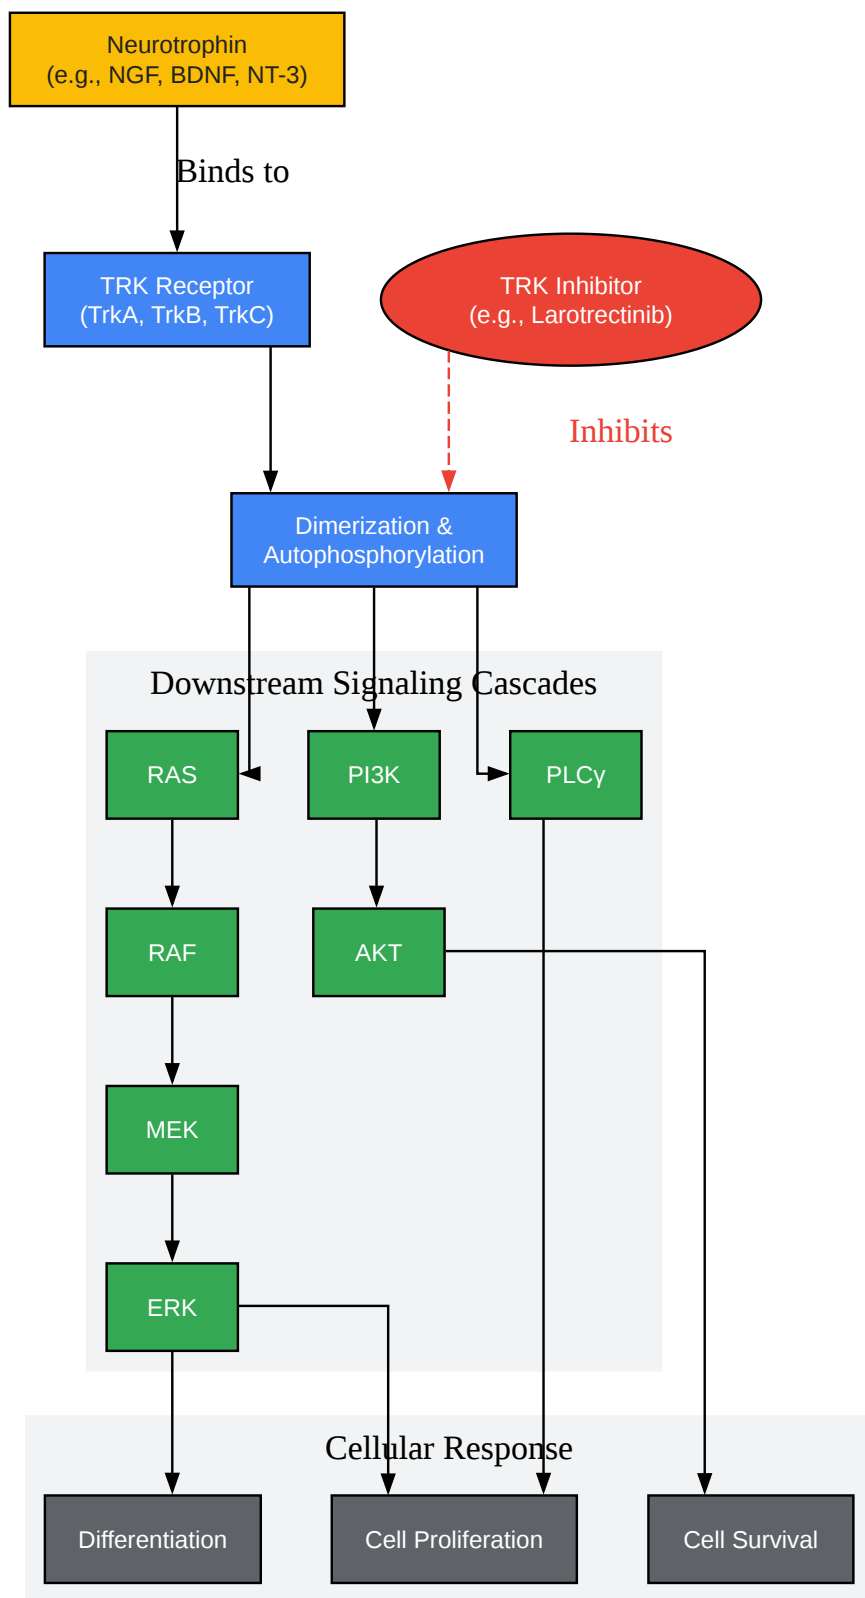 Neurotrophin
(e.g., NGF, BDNF, NT-3)
Binds to
TRK Receptor
(TrkA, TrkB, TrkC)
TRK Inhibitor
(e.g., Larotrectinib)
Inhibits
Dimerization &
Autophosphorylation
Downstream Signaling Cascades
RAS
PI3K
PLCγ
RAF
AKT
MEK
ERK
Cellular Response
Differentiation
Cell Proliferation
Cell Survival